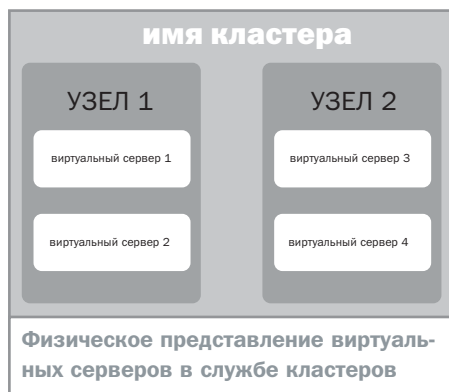 имя кластера
УЗЕЛ 1
виртуальный сервер 1
виртуальный сервер 2
УЗЕЛ 2
виртуальный сервер 3
виртуальный сервер 4
Физическое представление виртуаль-
ных серверов в службе кластеров